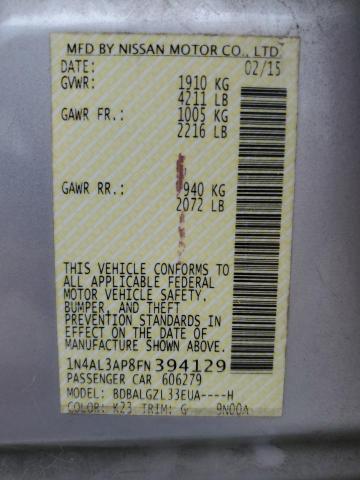 MFD BY NISSAN MOTOR CO., LTD.
DATE: 02/15
GVWR: 1910 KG
4211 LB
GAWR FR.: 1005 KG
2216 LB
GAWR RR.: 940 KG
2072 LB
THIS VEHICLE CONFORMS TO
ALL APPLICABLE FEDERAL
MOTOR VEHICLE SAFETY,
BUMPER, AND THEFT
PREVENTION STANDARDS IN
EFFECT ON THE DATE OF
MANUFACTURE SHOWN ABOVE.
1N4AL3AP8FN394129
PASSENGER CAR 606279
MODEL: BDBALGZL33EUA----H
COLOR: K23 TRIM: G 9N00A